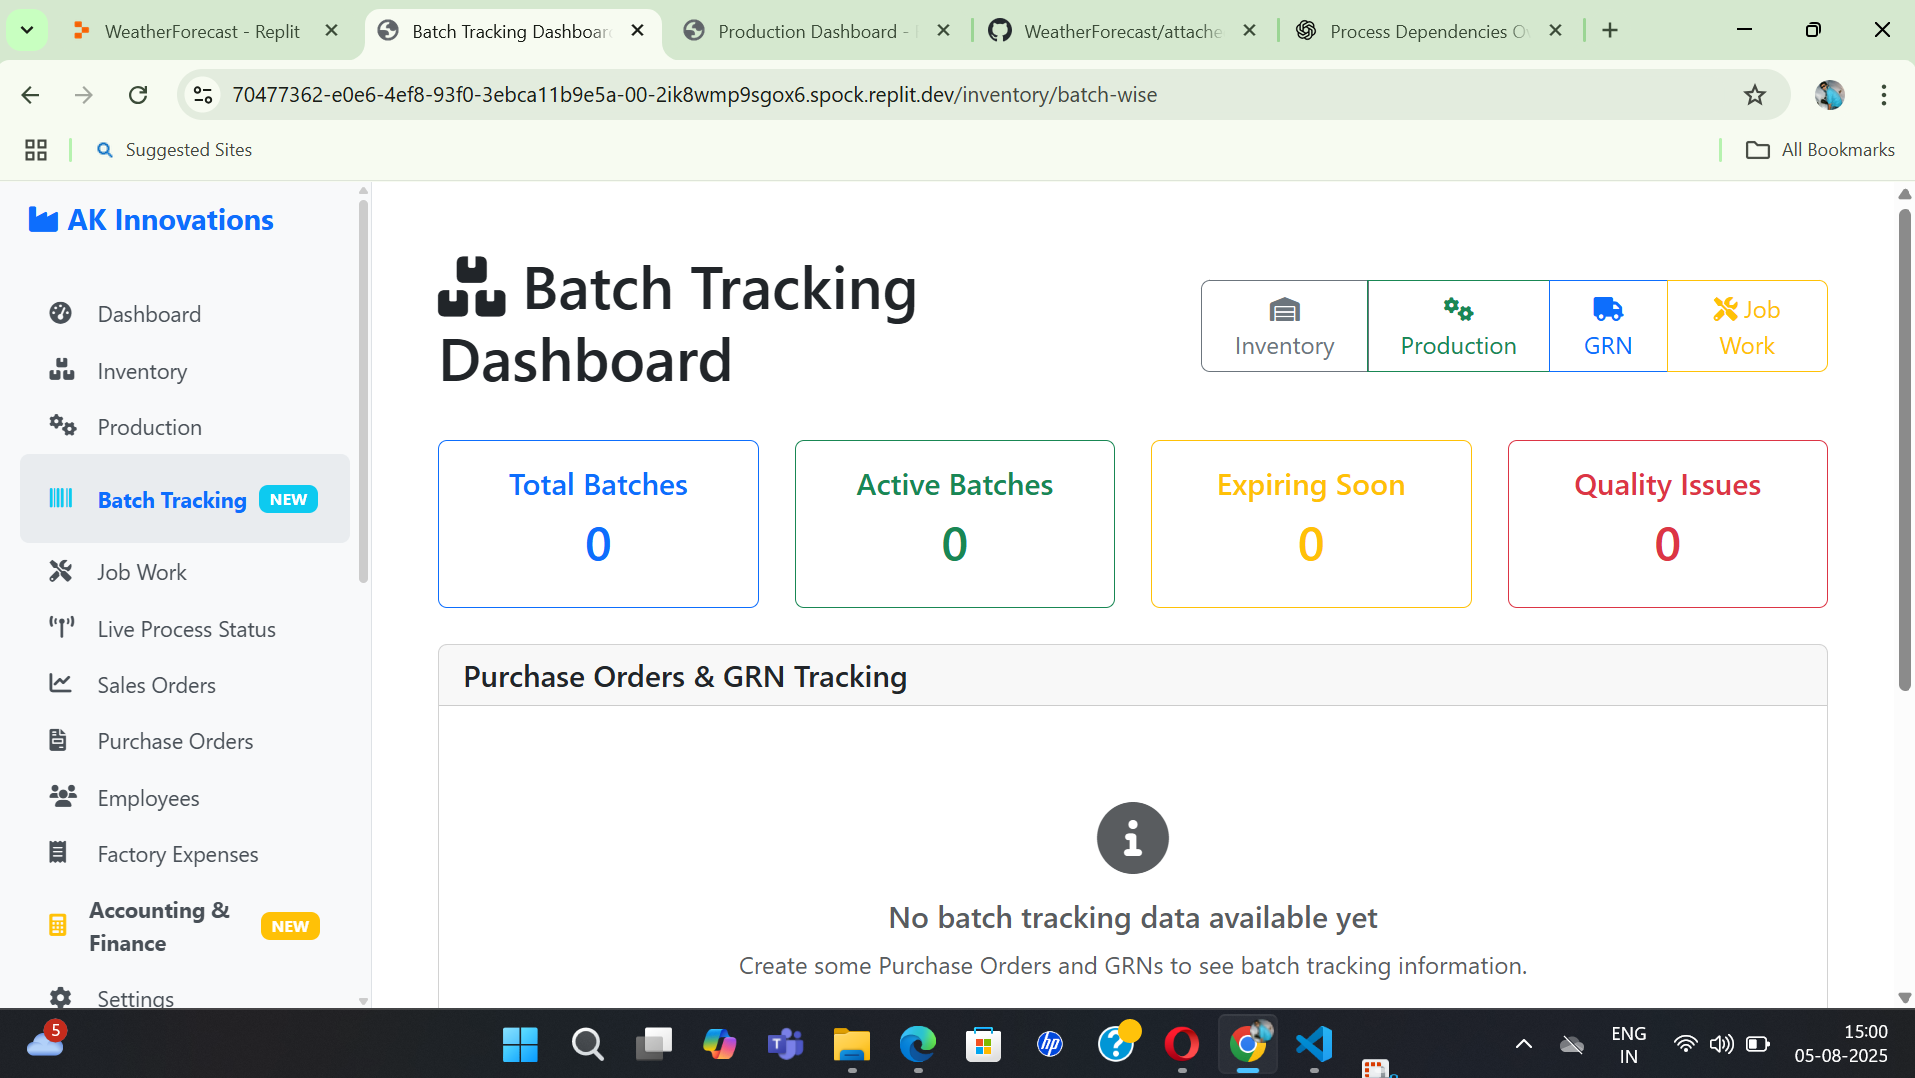 WeatherForecast - Replit
Batch Tracking Dashboar
Production Dashboard -
WeatherForecast/attache
Process Dependencies Ov
70477362-e0e6-4ef8-93f0-3ebca11b9e5a-00-2ik8wmp9sgox6.spock.replit.dev/inventory/batch-wise
Suggested Sites
All Bookmarks
AK Innovations
Dashboard
Inventory
Production
Batch Tracking NEW
Job Work
Live Process Status
Sales Orders
Purchase Orders
Employees
Factory Expenses
Accounting &
Finance
NEW
Settings
Batch Tracking
Dashboard
Inventory
Production
GRN
Job
Work
Total Batches
0
Active Batches
0
Expiring Soon
0
Quality Issues
0
Purchase Orders & GRN Tracking
No batch tracking data available yet
Create some Purchase Orders and GRNs to see batch tracking information.
5
hp
ENG
IN
15:00
05-08-2025